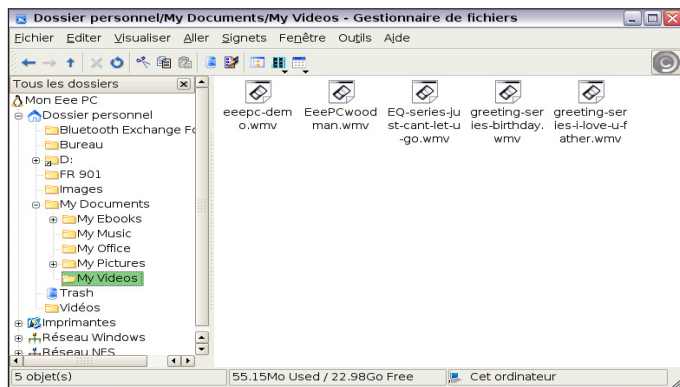 Dossier personnel/My Documents/My Videos - Gestionnaire de fichiers
Fichier Editer Visualiser Aller Signets Fenêtre Outils Aide
Tous les dossiers
Mon Eee PC
Dossier personnel
Bluetooth Exchange Fo
Bureau
D:
FR 901
Images
My Documents
My Ebooks
My Music
My Office
My Pictures
My Videos
Trash
Vidéos
Imprimantes
Réseau Windows
Réseau NFS
eeepc-dem
o.wmv
EeePCwood
man.wmv
EQ-series-ju
st-cant-let-u
-go.wmv
greeting-ser
ies-birthday.
wmv
greeting-ser
ies-i-love-u-f
ather.wmv
5 objet(s)
55.15Mo Used / 22.98Go Free
Cet ordinateur